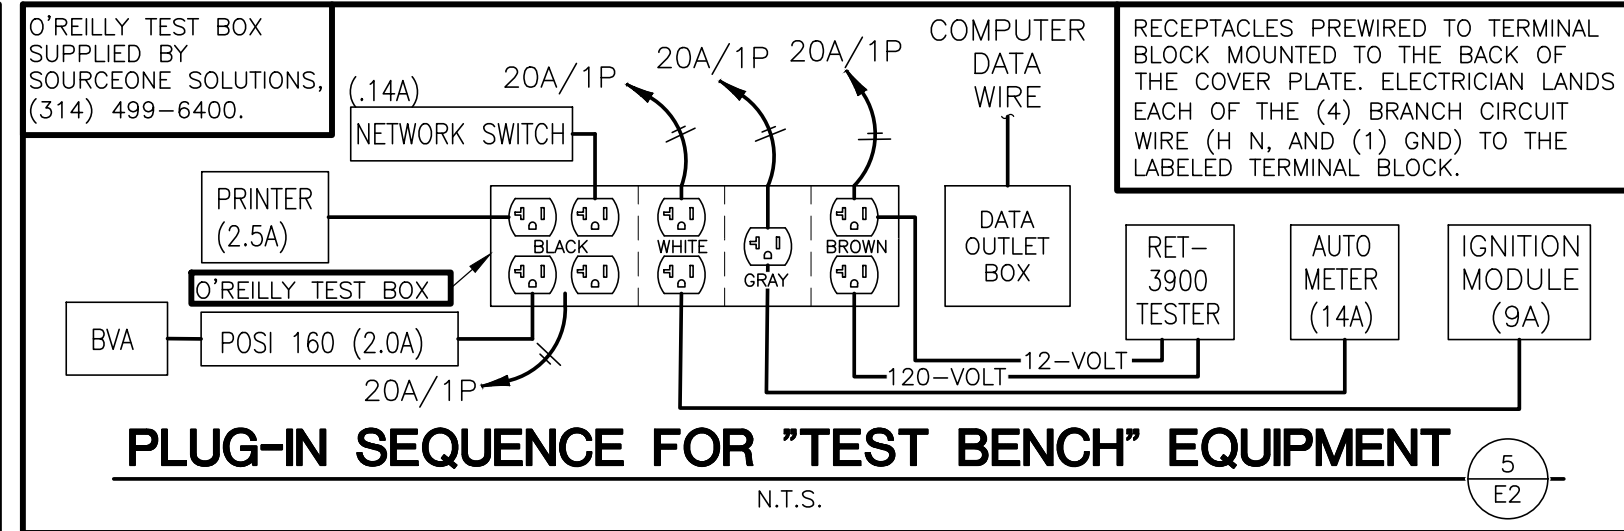 O'REILLY TEST BOX
SUPPLIED BY
SOURCEONE SOLUTIONS,
(314) 499-6400.
(.14A)
NETWORK SWITCH
20A/1P
20A/1P
20A/1P
COMPUTER
DATA
WIRE
RECEPTACLES PREWIRED TO TERMINAL
BLOCK MOUNTED TO THE BACK OF
THE COVER PLATE. ELECTRICIAN LANDS
EACH OF THE (4) BRANCH CIRCUIT
WIRE (H N, AND (1) GND) TO THE
LABELED TERMINAL BLOCK.
PRINTER
(2.5A)
O'REILLY TEST BOX
BVA
POSI 160 (2.0A)
20A/1P
BLACK
WHITE
GRAY
BROWN
DATA
OUTLET
BOX
RET-
3900
TESTER
AUTO
METER
(14A)
IGNITION
MODULE
(9A)
12-VOLT
120-VOLT
PLUG-IN SEQUENCE FOR "TEST BENCH" EQUIPMENT
N.T.S.
5
E2